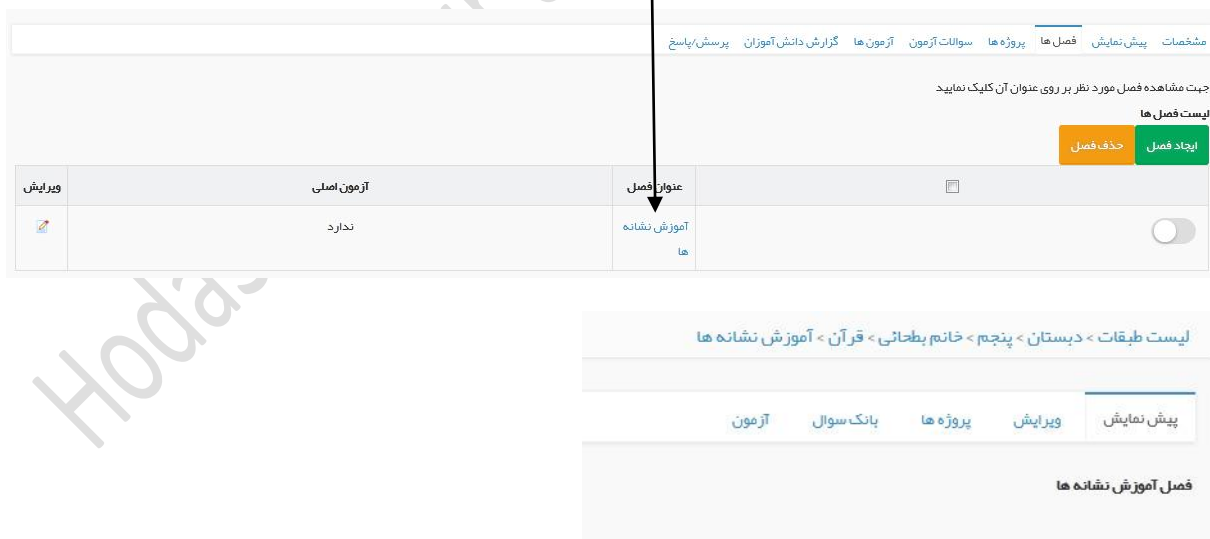 مشخصات پیش نمایش فصل ها پروژه ها سوالات آزمون آزمون ها گزارش دانش آموزان پرسش/پاسخ
جهت مشاهده فصل مورد نظر بر روی عنوان آن کلیک نمایید
لیست فصل ها
ایجاد فصل حذف فصل
عنوان فصل آزمون اصلی ویرایش
آموزش نشانه ندارد
ها
لیست طبقات > دبستان > پنجم > خانم بطحائی > قرآن > آموزش نشانه ها
پیش نمایش ویرایش پروژه ها بانک سوال آزمون
فصل آموزش نشانه ها